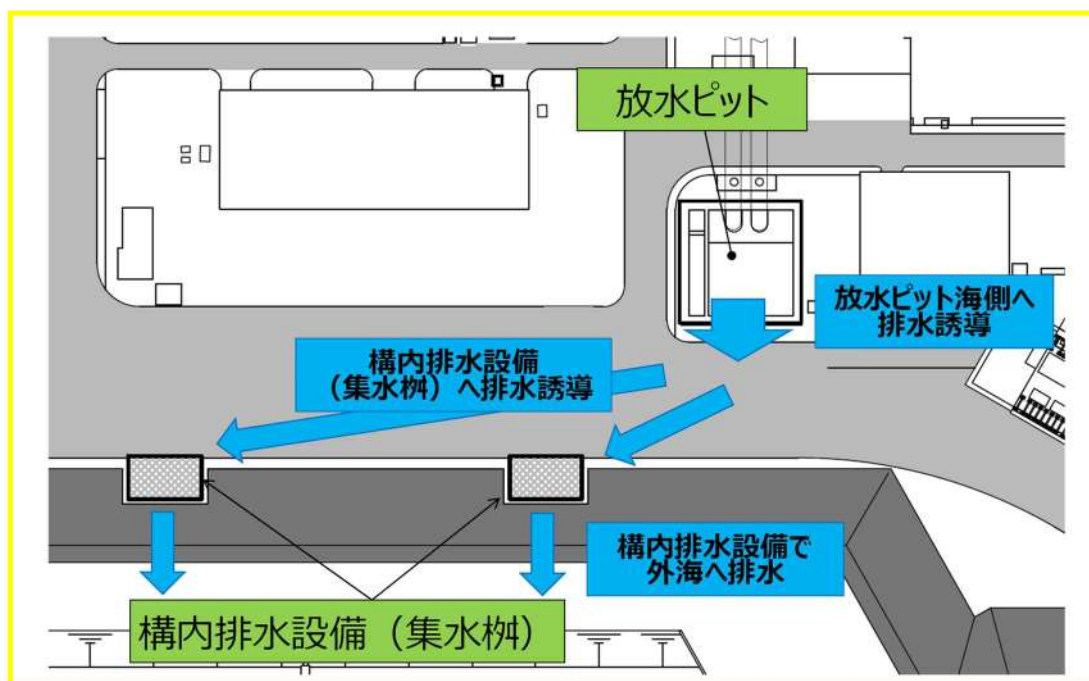 放水ピット
放水ピット海側へ
排水誘導
構内排水設備
（集水桝）へ排水誘導
構内排水設備で
外海へ排水
構内排水設備（集水桝）